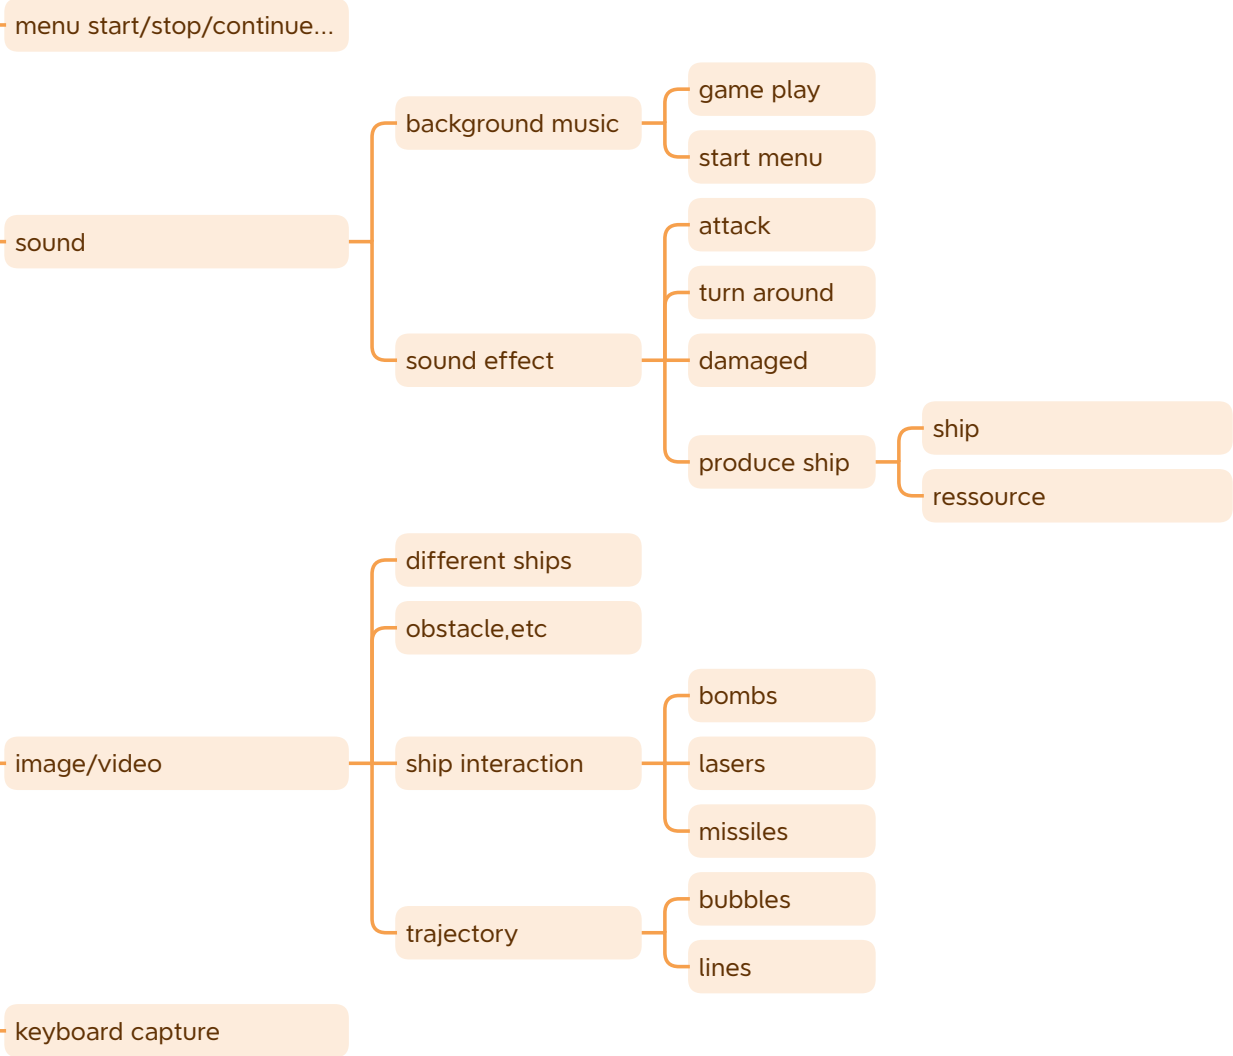 menu start/stop/continue...
sound
background music
game play
start menu
sound effect
attack
turn around
damaged
produce ship
ship
ressource
image/video
different ships
obstacle,etc
ship interaction
bombs
lasers
missiles
trajectory
bubbles
lines
keyboard capture